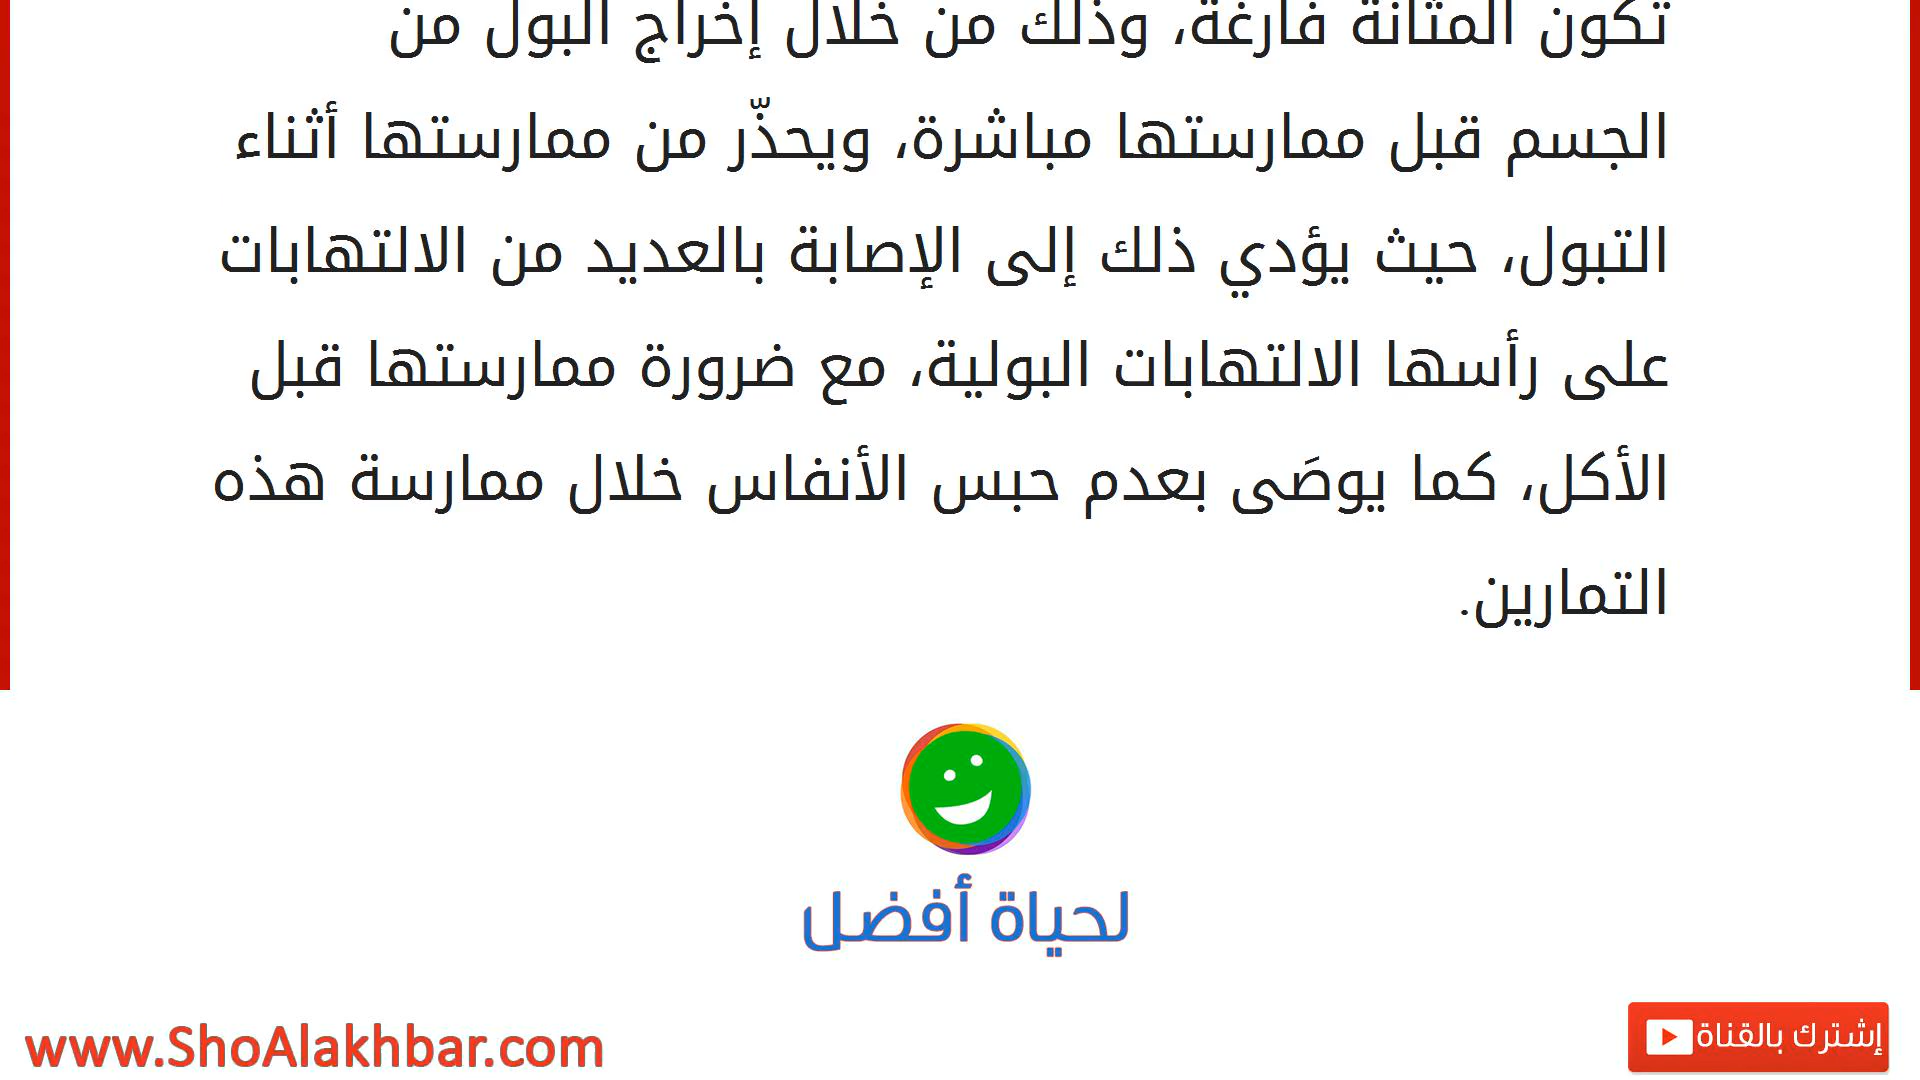 تكون المثانة فارغة، وذلك من خلال إخراج البول من
الجسم قبل ممارستها مباشرة، ويحذّر من ممارستها أثناء
التبول، حيث يؤدي ذلك إلى الإصابة بالعديد من الالتهابات
على رأسها الالتهابات البولية، مع ضرورة ممارستها قبل
الأكل، كما يوصَى بعدم حبس الأنفاس خلال ممارسة هذه
التمارين.
لحياة أفضل
www.ShoAlakhbar.com
إشترك بالقناة